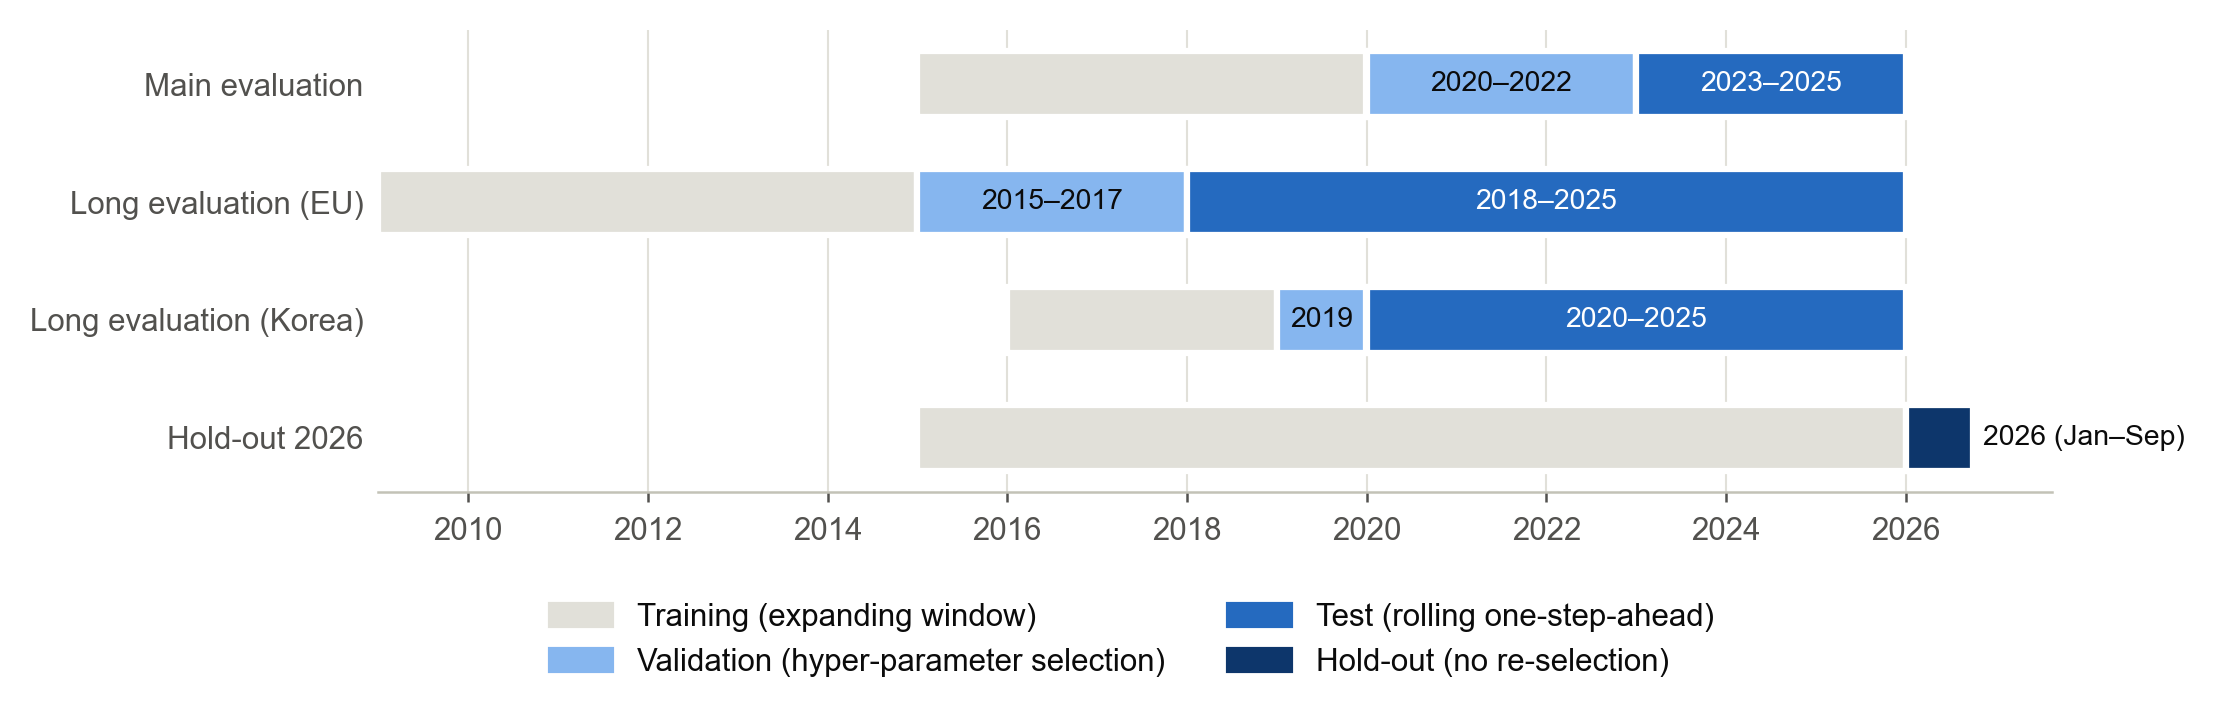 Main evaluation
2020–2022
2023–2025
Long evaluation (EU)
2015–2017
2018–2025
Long evaluation (Korea)
2019
2020–2025
Hold-out 2026
2026 (Jan–Sep)
2010
2012
2014
2016
2018
2020
2022
2024
2026
Training (expanding window)
Validation (hyper-parameter selection)
Test (rolling one-step-ahead)
Hold-out (no re-selection)